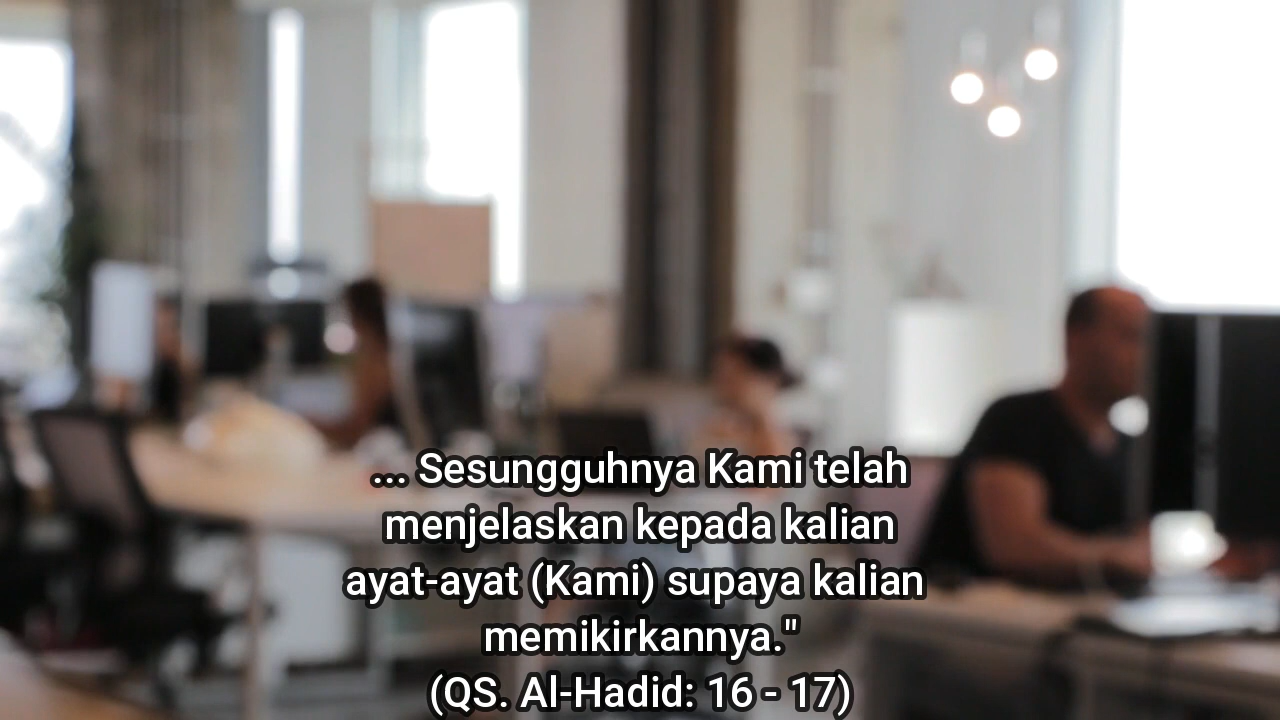 ... Sesungguhnya Kami telah
menjelaskan kepada kalian
ayat-ayat (Kami) supaya kalian
memikirkannya."
(QS. Al-Hadid: 16 - 17)